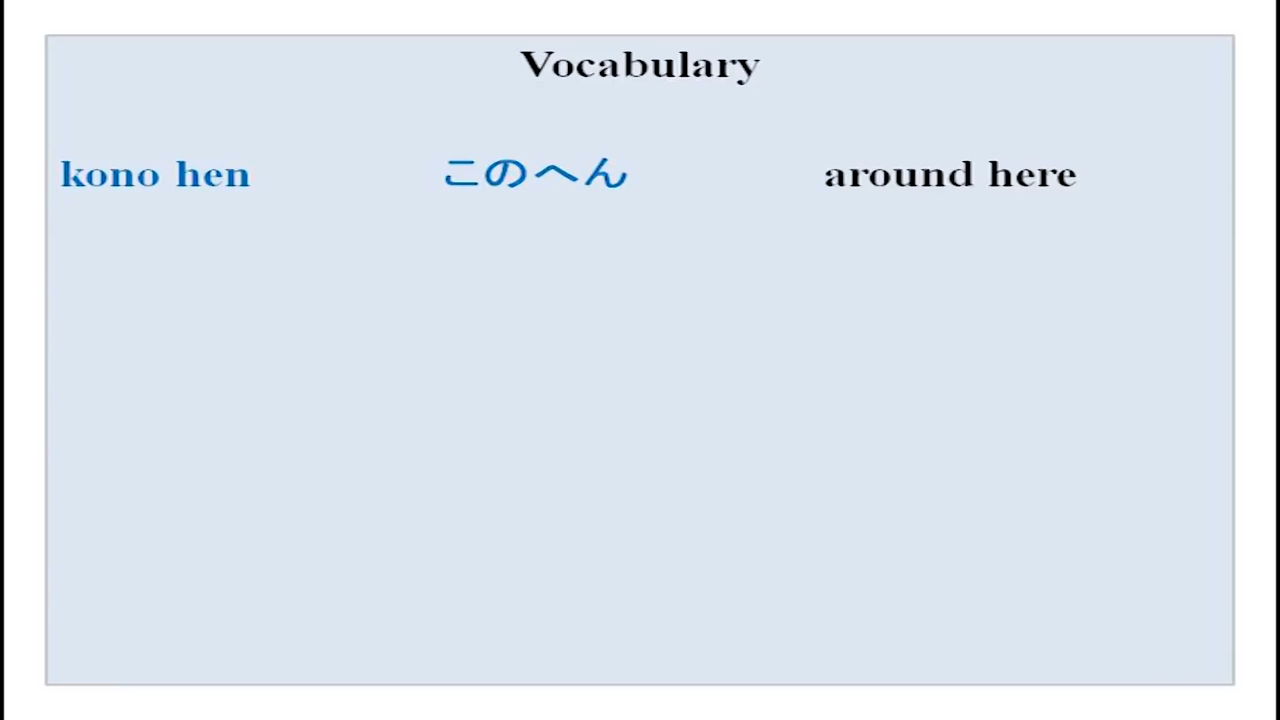 Vocabulary
kono hen このへん around here